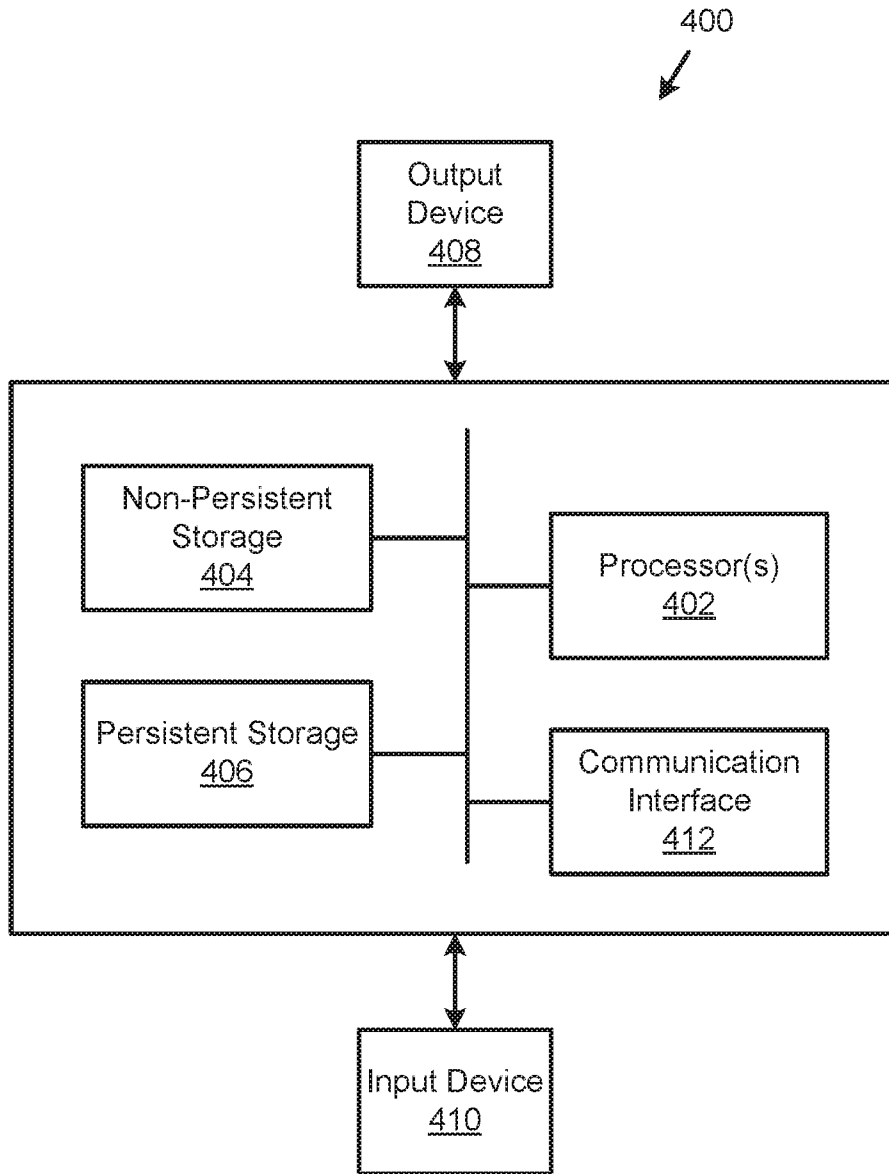 400
Output
Device
408
Non-Persistent
Storage
404
Processor(s)
402
Persistent Storage
406
Communication
Interface
412
Input Device
410